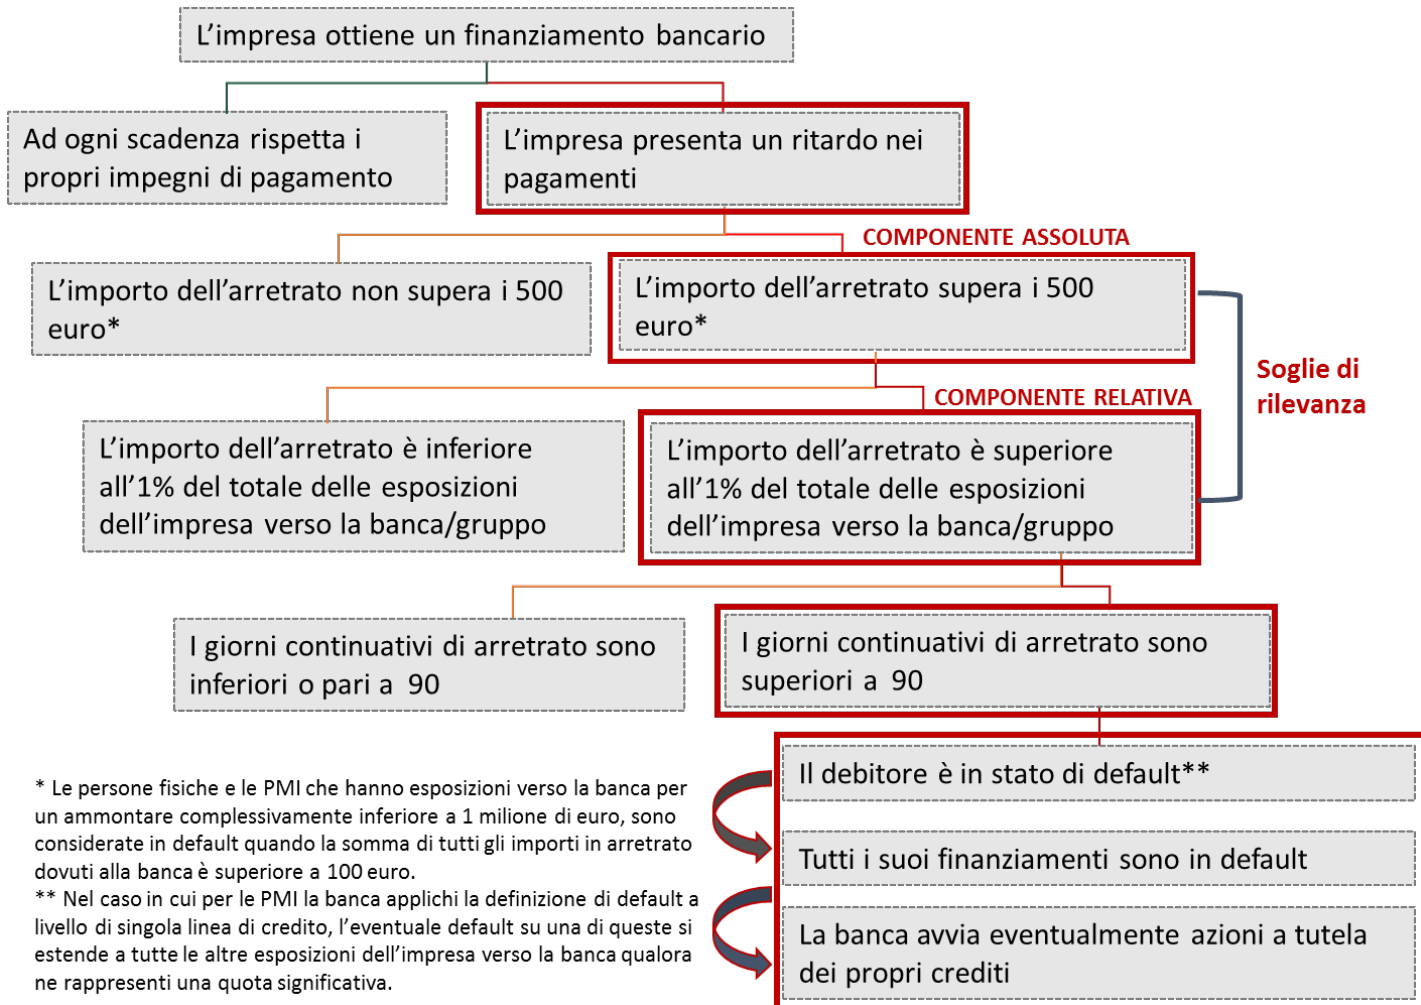 L'impresa ottiene un finanziamento bancario
Ad ogni scadenza rispetta i
propri impegni di pagamento
L'impresa presenta un ritardo nei
pagamenti
COMPONENTE ASSOLUTA
L'importo dell'arretrato non supera i 500
euro*
L'importo dell'arretrato supera i 500
euro*
Soglie di
rilevanza
COMPONENTE RELATIVA
L'importo dell'arretrato è inferiore
all'1% del totale delle esposizioni
dell'impresa verso la banca/gruppo
L'importo dell'arretrato è superiore
all'1% del totale delle esposizioni
dell'impresa verso la banca/gruppo
I giorni continuativi di arretrato sono
inferiori o pari a 90
I giorni continuativi di arretrato sono
superiori a 90
Il debitore è in stato di default**
Tutti i suoi finanziamenti sono in default
La banca avvia eventualmente azioni a tutela
dei propri crediti
* Le persone fisiche e le PMI che hanno esposizioni verso la banca per
un ammontare complessivamente inferiore a 1 milione di euro, sono
considerate in default quando la somma di tutti gli importi in arretrato
dovuti alla banca è superiore a 100 euro.
** Nel caso in cui per le PMI la banca applichi la definizione di default a
livello di singola linea di credito, l'eventuale default su una di queste si
estende a tutte le altre esposizioni dell'impresa verso la banca qualora
ne rappresenti una quota significativa.